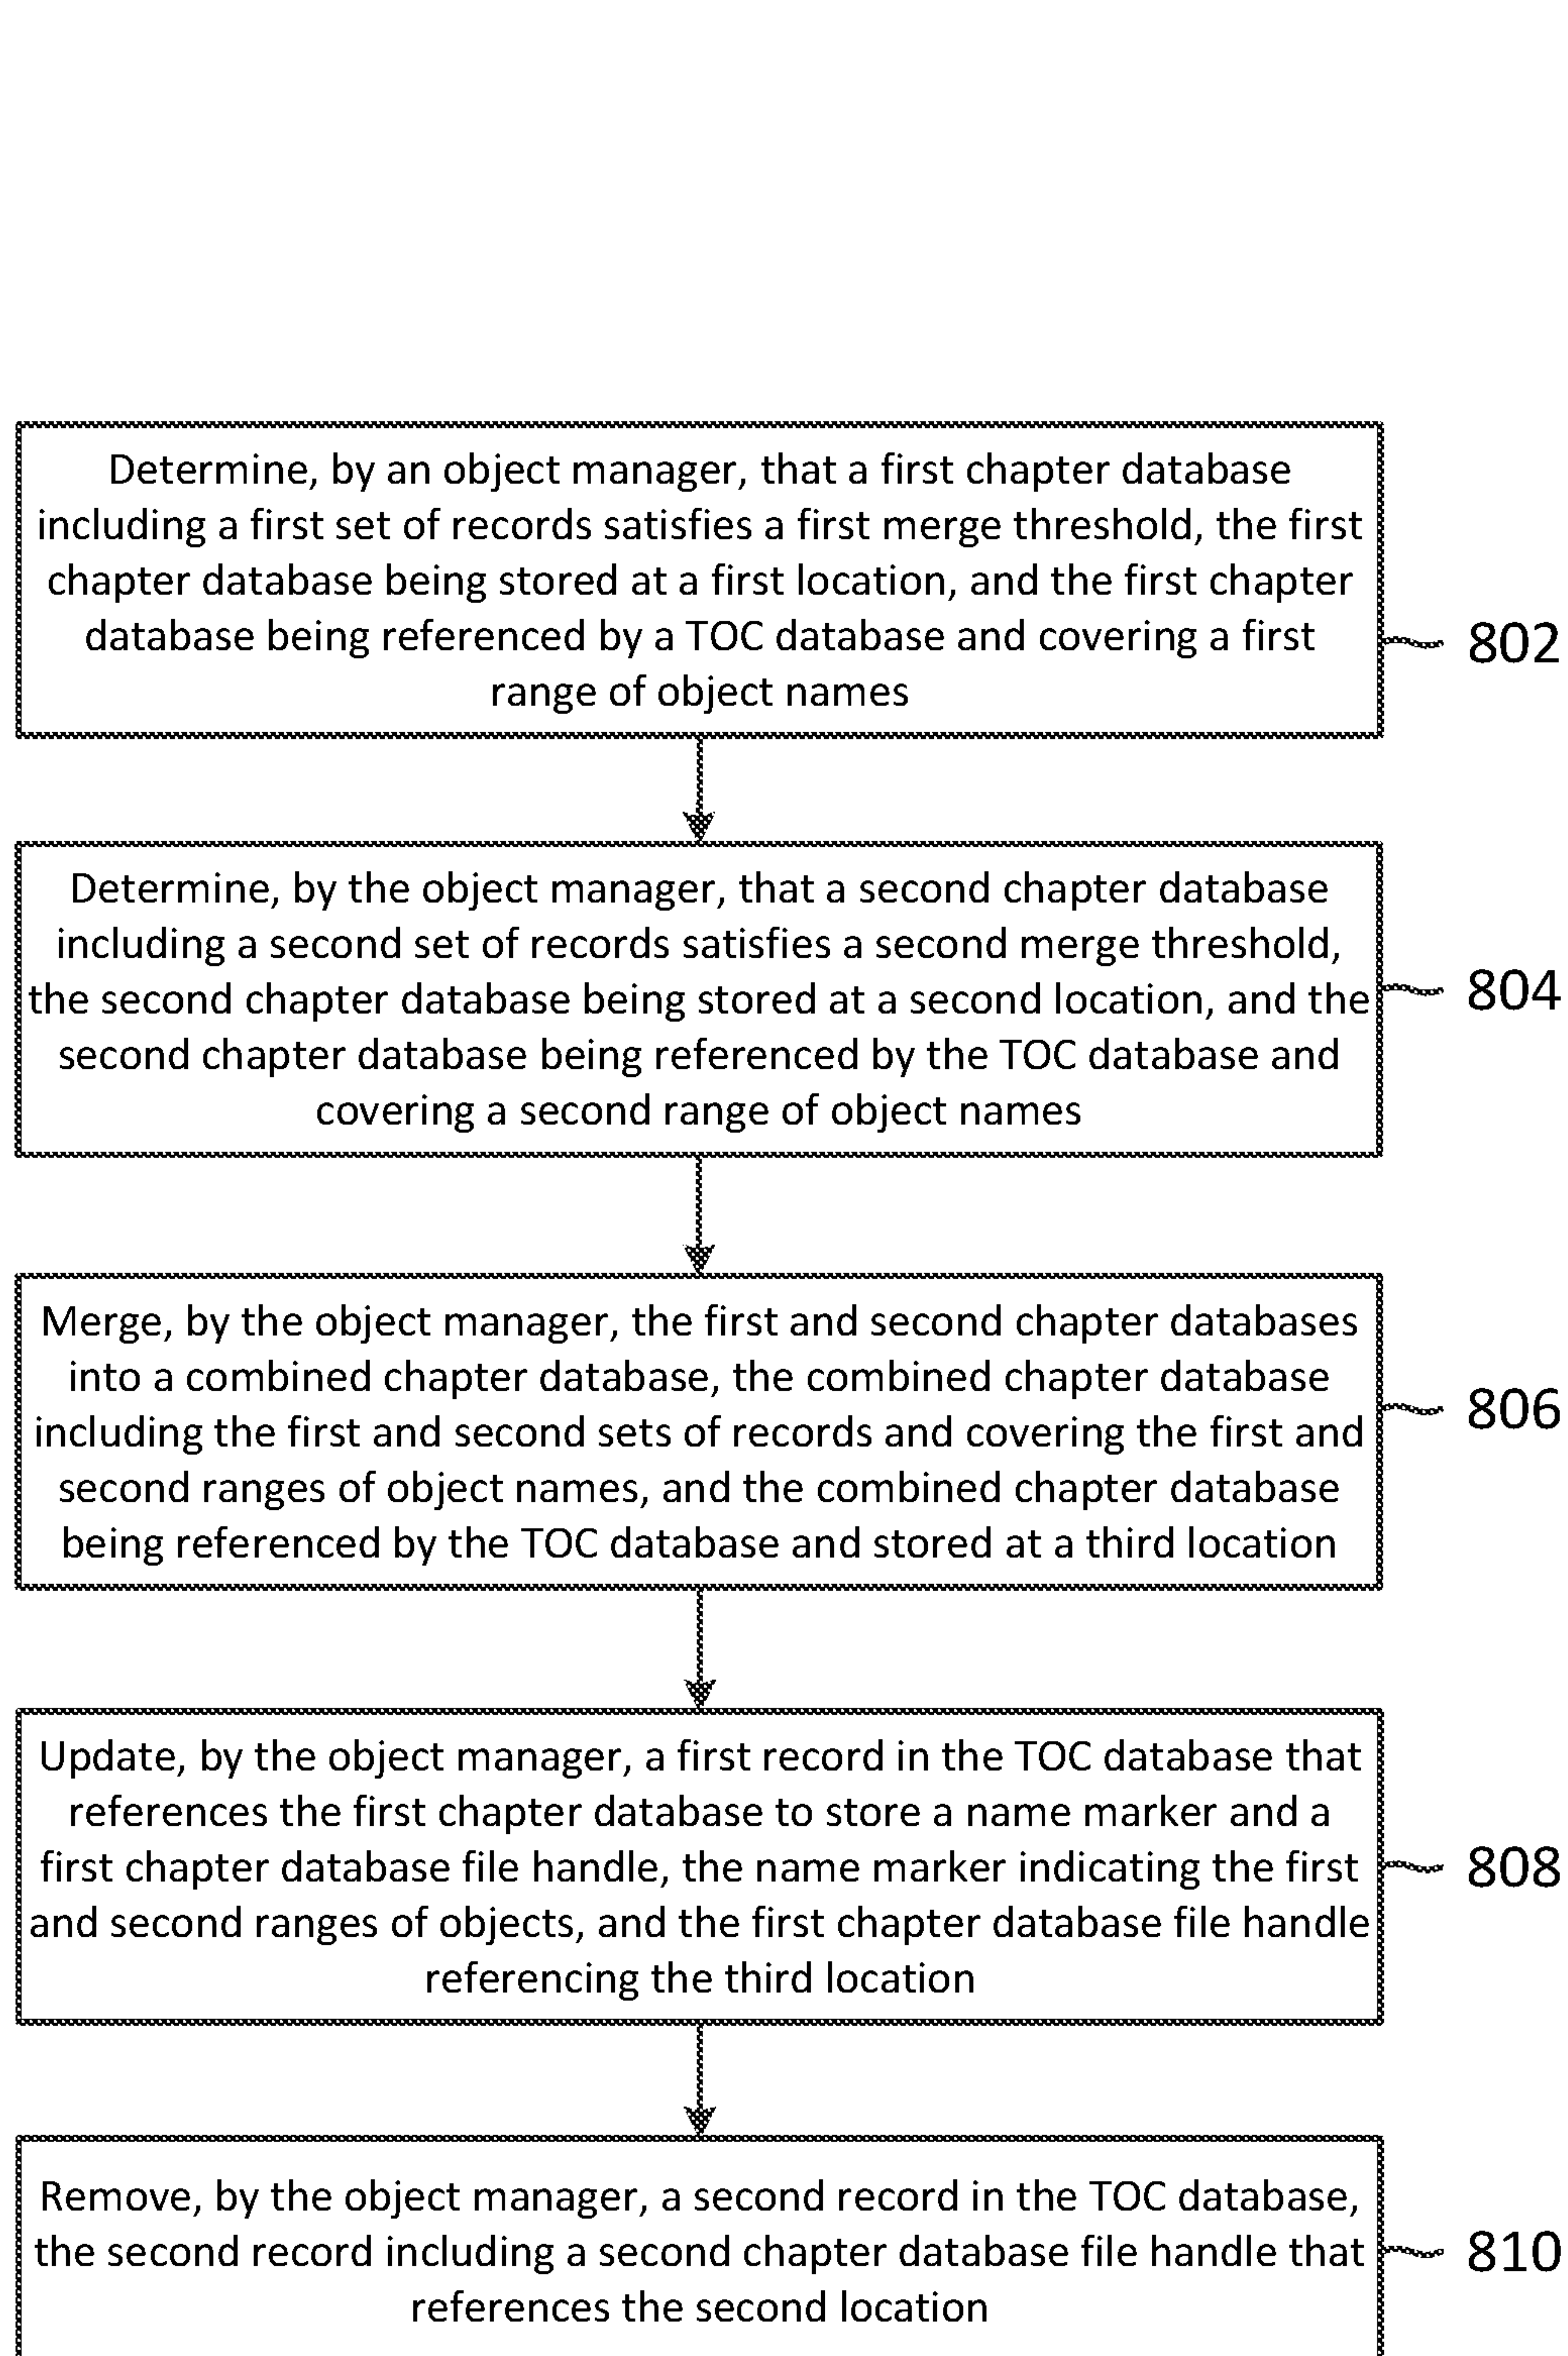 Determine, by an object manager, that a first chapter database
including a first set of records satisfies a first merge threshold, the first
chapter database being stored at a first location, and the first chapter
database being referenced by a TOC database and covering a first
range of object names
802
Determine, by the object manager, that a second chapter database
including a second set of records satisfies a second merge threshold,
the second chapter database being stored at a second location, and the
second chapter database being referenced by the TOC database and
covering a second range of object names
804
Merge, by the object manager, the first and second chapter databases
into a combined chapter database, the combined chapter database
including the first and second sets of records and covering the first and
second ranges of object names, and the combined chapter database
being referenced by the TOC database and stored at a third location
806
Update, by the object manager, a first record in the TOC database that
references the first chapter database to store a name marker and a
first chapter database file handle, the name marker indicating the first
and second ranges of objects, and the first chapter database file handle
referencing the third location
808
Remove, by the object manager, a second record in the TOC database,
the second record including a second chapter database file handle that
references the second location
810